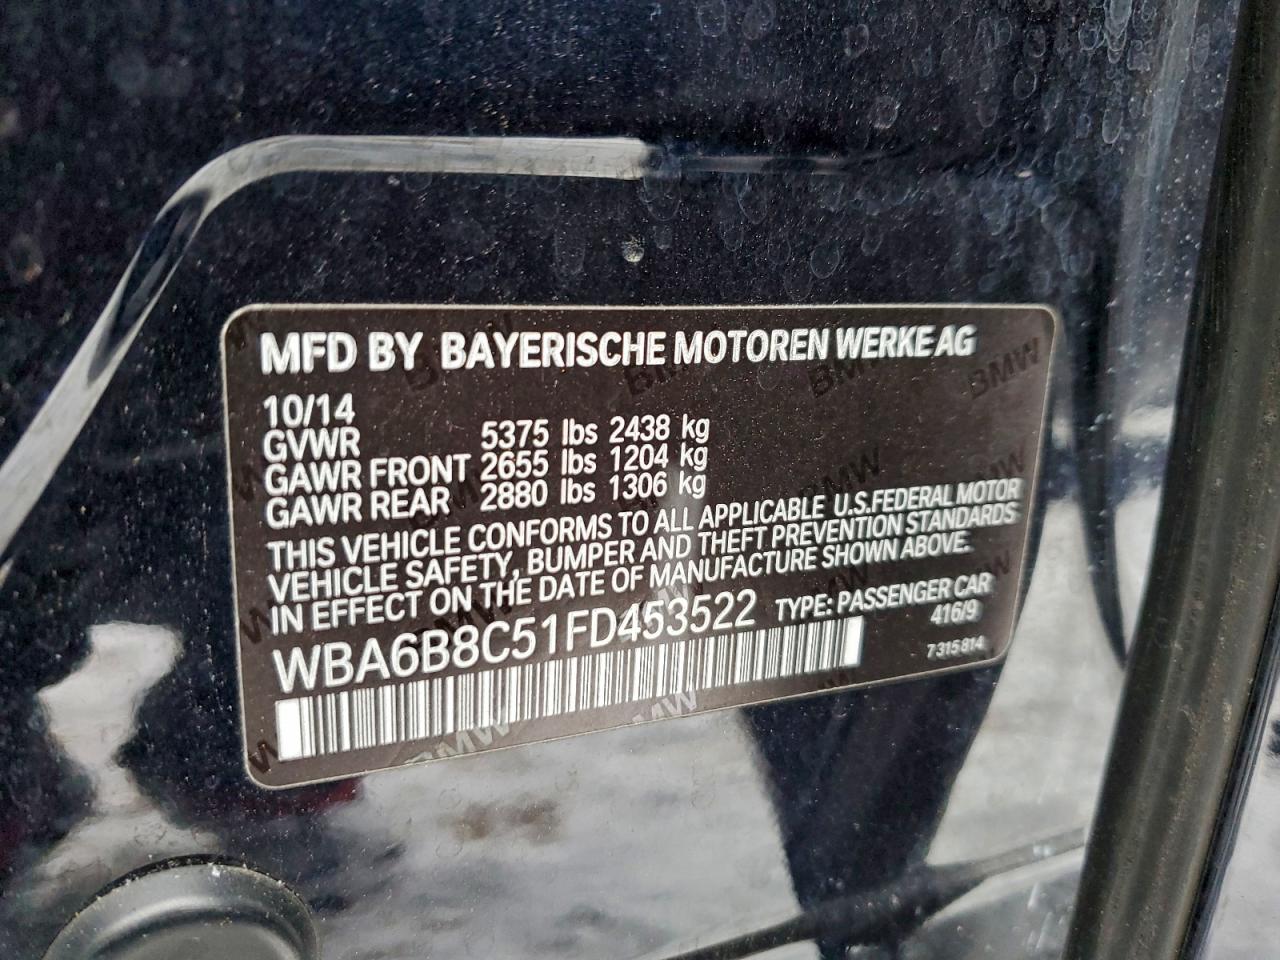 MFD BY BAYERISCHE MOTOREN WERKE AG
10/14
GVWR 5375 lbs 2438 kg
GAWR FRONT 2655 lbs 1204 kg
GAWR REAR 2880 lbs 1306 kg
THIS VEHICLE CONFORMS TO ALL APPLICABLE U.S.FEDERAL MOTOR
VEHICLE SAFETY, BUMPER AND THEFT PREVENTION STANDARDS
IN EFFECT ON THE DATE OF MANUFACTURE SHOWN ABOVE.
WBA6B8C51FD453522 TYPE: PASSENGER CAR
416/9
7 315 814